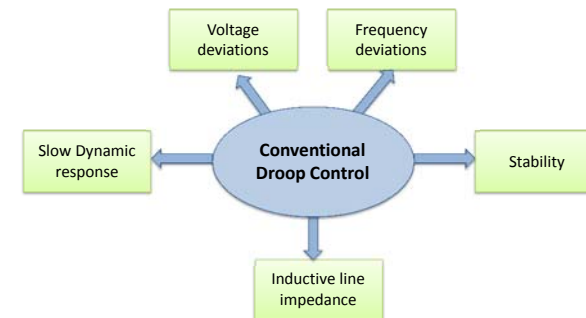 Voltage
deviations
Frequency
deviations
Slow Dynamic
response
Conventional
Droop Control
Stability
Inductive line
impedance